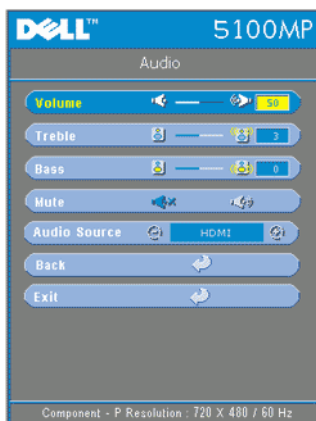 DELL™ 5100MP
Audio
Volume 50
Treble 3
Bass 0
Mute
Audio Source HDMI
Back
Exit
Component - P Resolution : 720 X 480 / 60 Hz